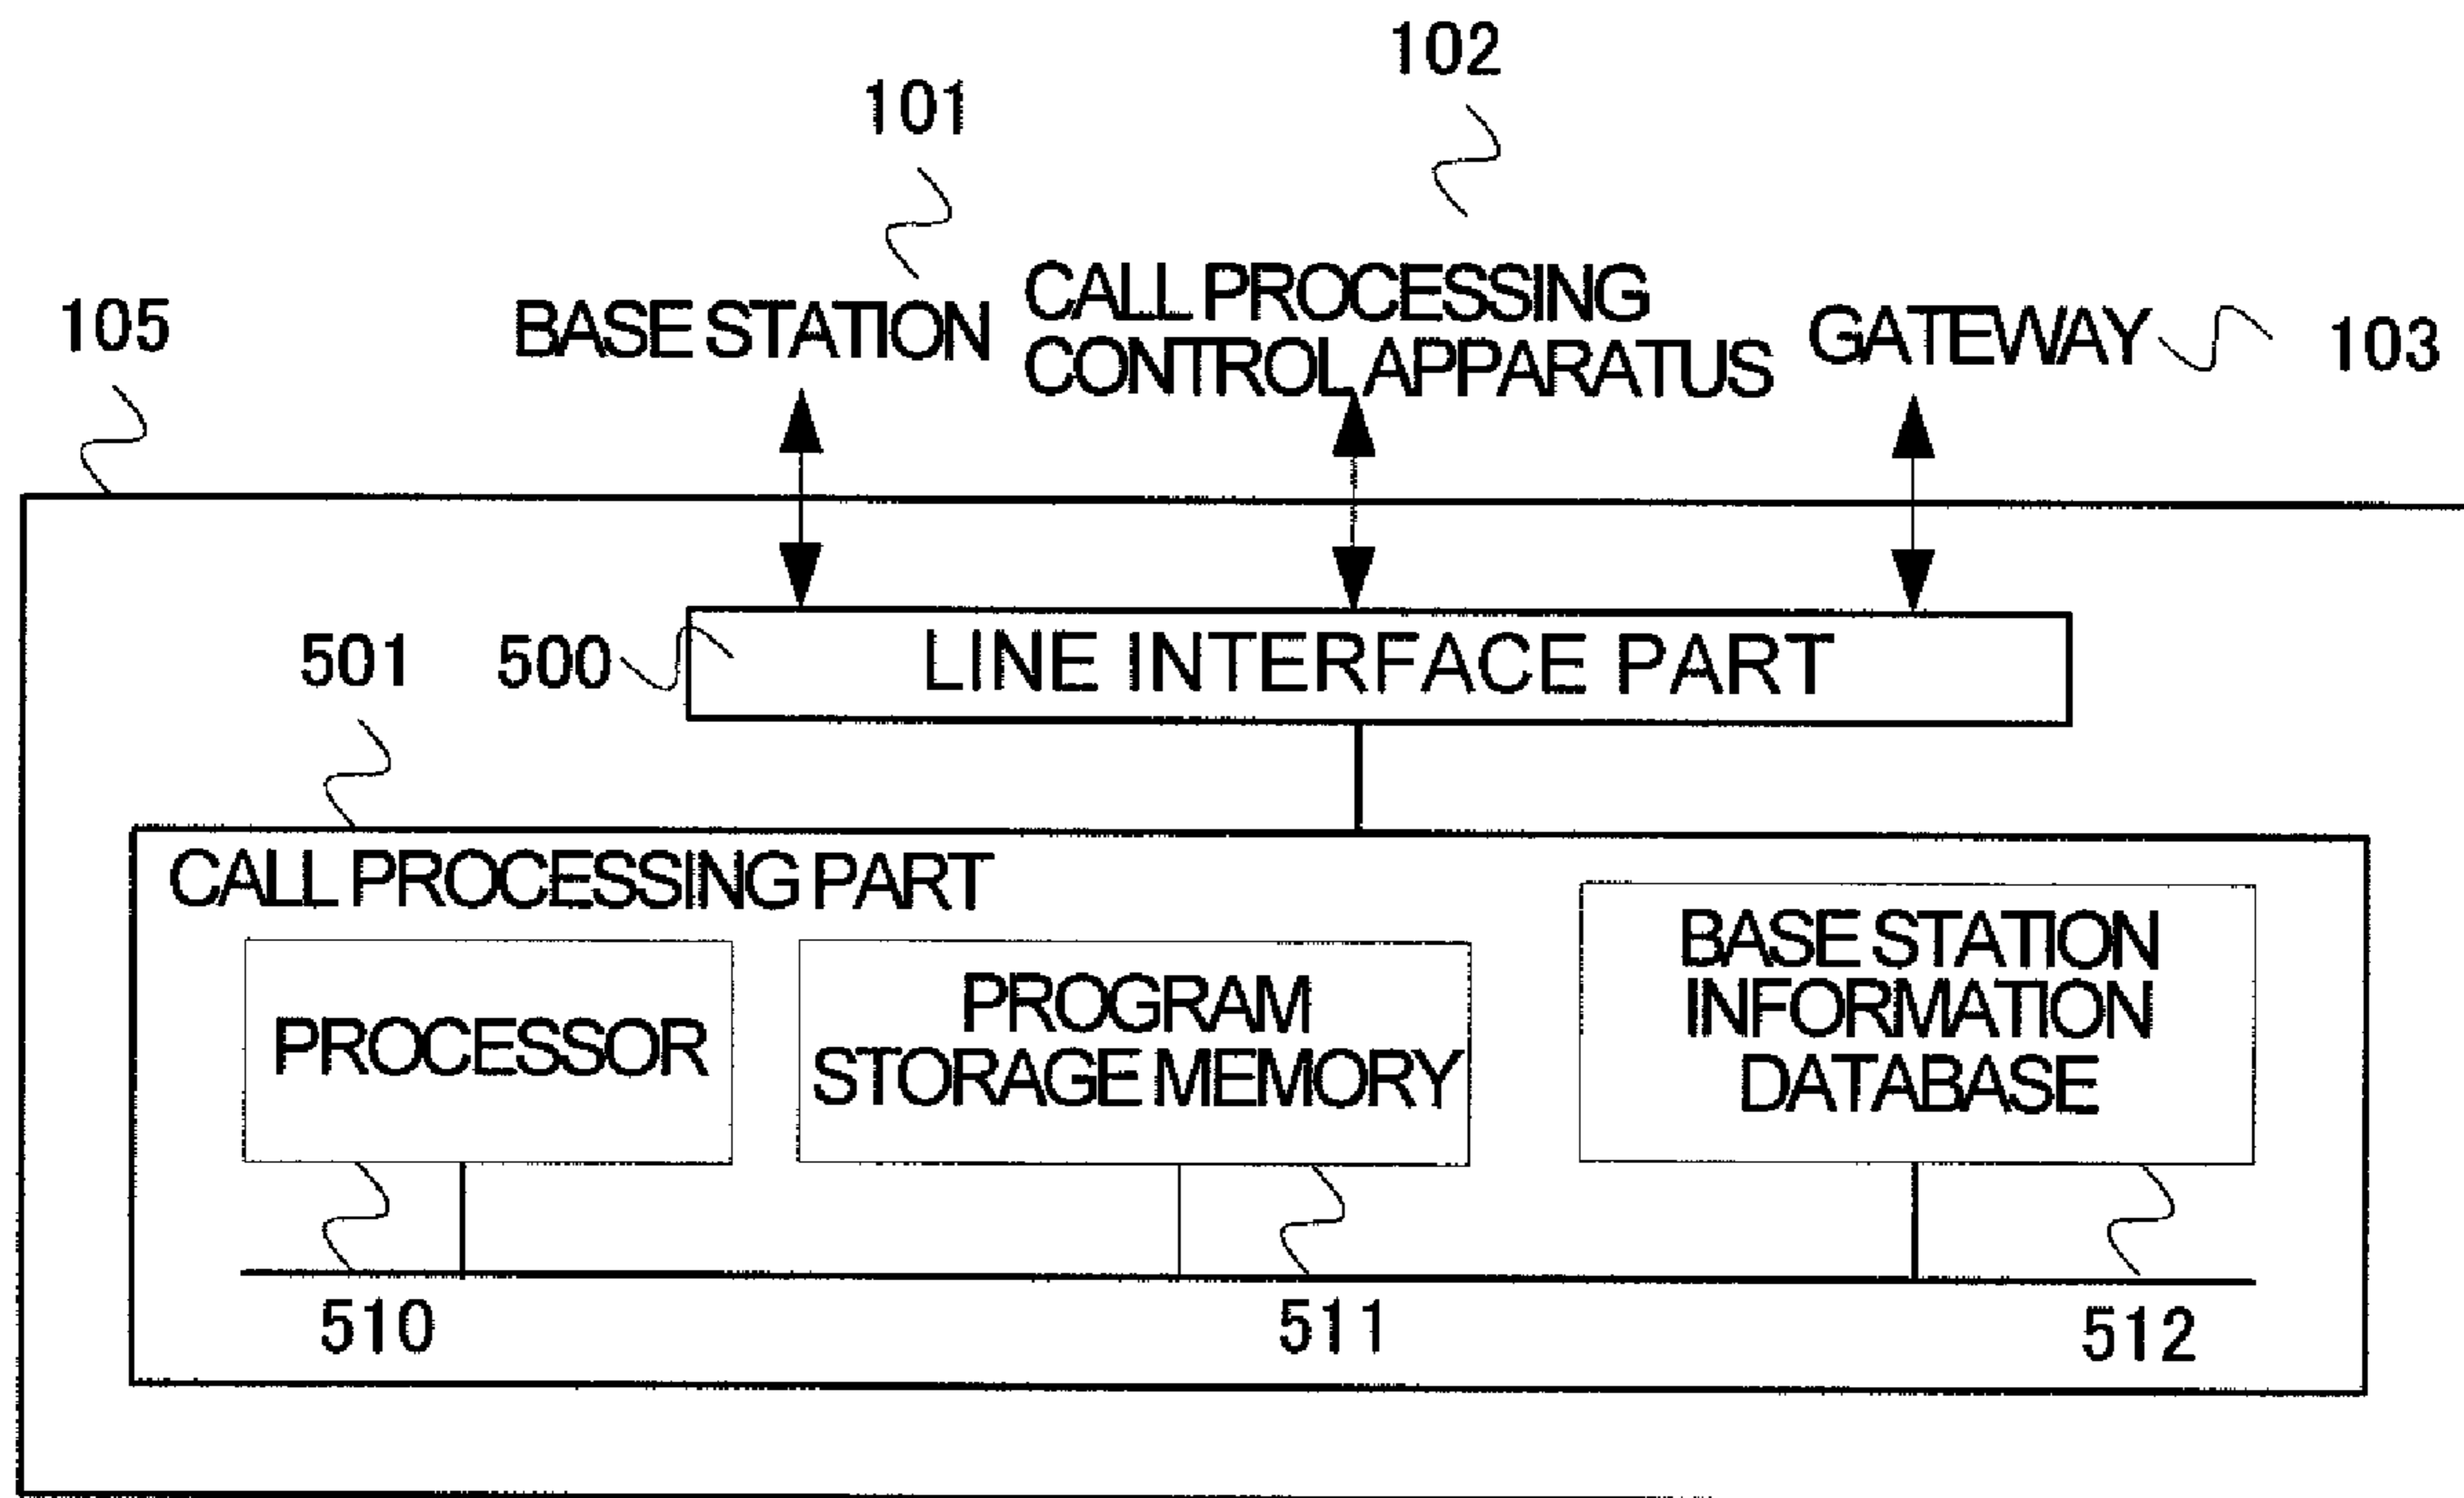 102
101
105
BASE STATION
CALL PROCESSING
CONTROL APPARATUS
GATEWAY
103
501
500
LINE INTERFACE PART
CALL PROCESSING PART
PROCESSOR
PROGRAM
STORAGE MEMORY
BASE STATION
INFORMATION
DATABASE
510
511
512